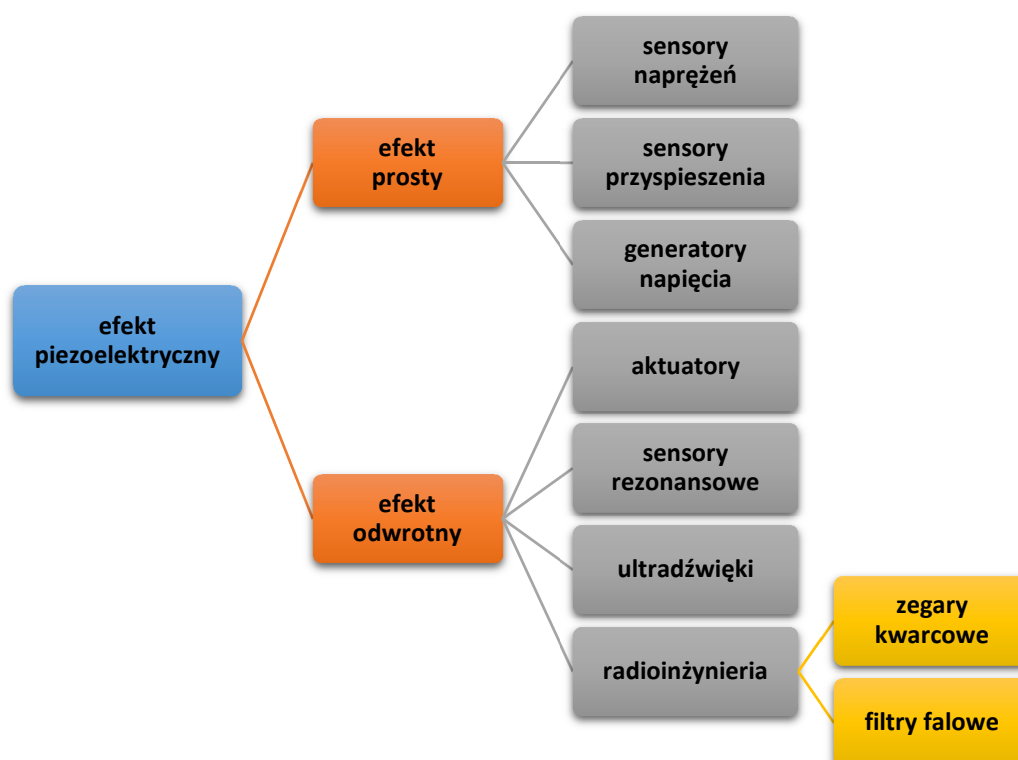 efekt
piezoelektryczny
efekt
prosty
sensory
naprężeń
sensory
przyspieszenia
generatory
napięcia
efekt
odwrotny
aktuatory
sensory
rezonansowe
ultradźwięki
radioinżynieria
zegary
kwarcowe
filtry falowe